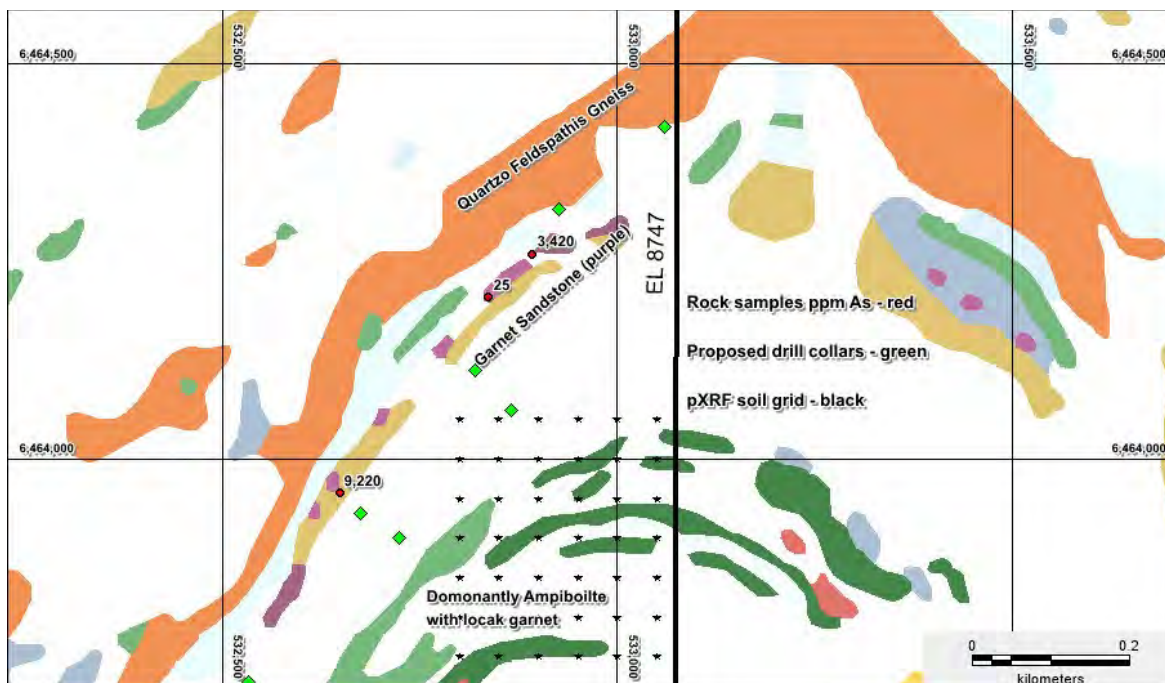 532,500
533,000
533,500
6,464,500
6,464,500
Quartzo Feldspathis Gneiss
3,420
25
Garnet Sandstone (purple)
EL 8747
Rock samples ppm As - red
Proposed drill collars - green
pXRF soil grid - black
6,464,000
6,464,000
9,220
Domonantly Ampiboilte
with locak garnet
532,500
533,000
0 0.2
kilometers